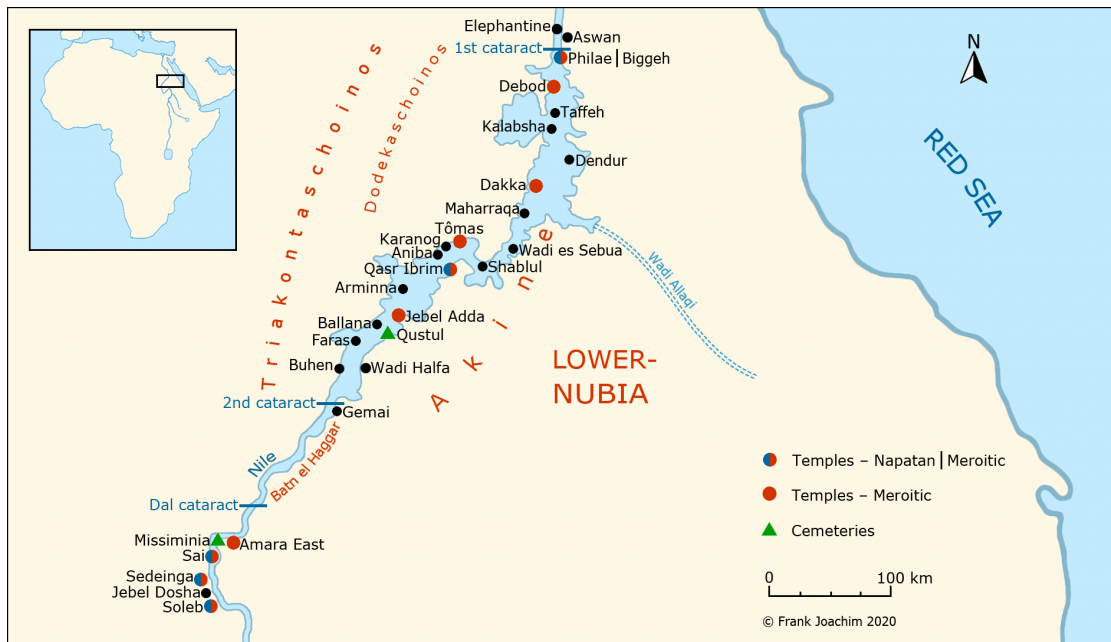 Elephantine
Aswan
1st cataract
Philae | Biggeh
N
Debod
Taffeh
Kalabsha
Dendur
RED SEA
Triakontaschoinos
Dodekaschoinos
Dakka
Maharraqa
Tômas
Karanog
Aniba
Wadi es Sebua
Qasr Ibrim
Shablul
Wadi Allaqi
Arminna
Akine
Jebel Adda
Ballana
Qustul
Faras
Buhen
Wadi Halfa
LOWER-
NUBIA
2nd cataract
Gemai
Nile
Batn el Haggar
Temples – Napatan | Meroitic
Temples – Meroitic
Dal cataract
Cemeteries
Missiminia
Amara East
Sai
Sedeinga
Jebel Dosha
Soleb
0 100 km
© Frank Joachim 2020